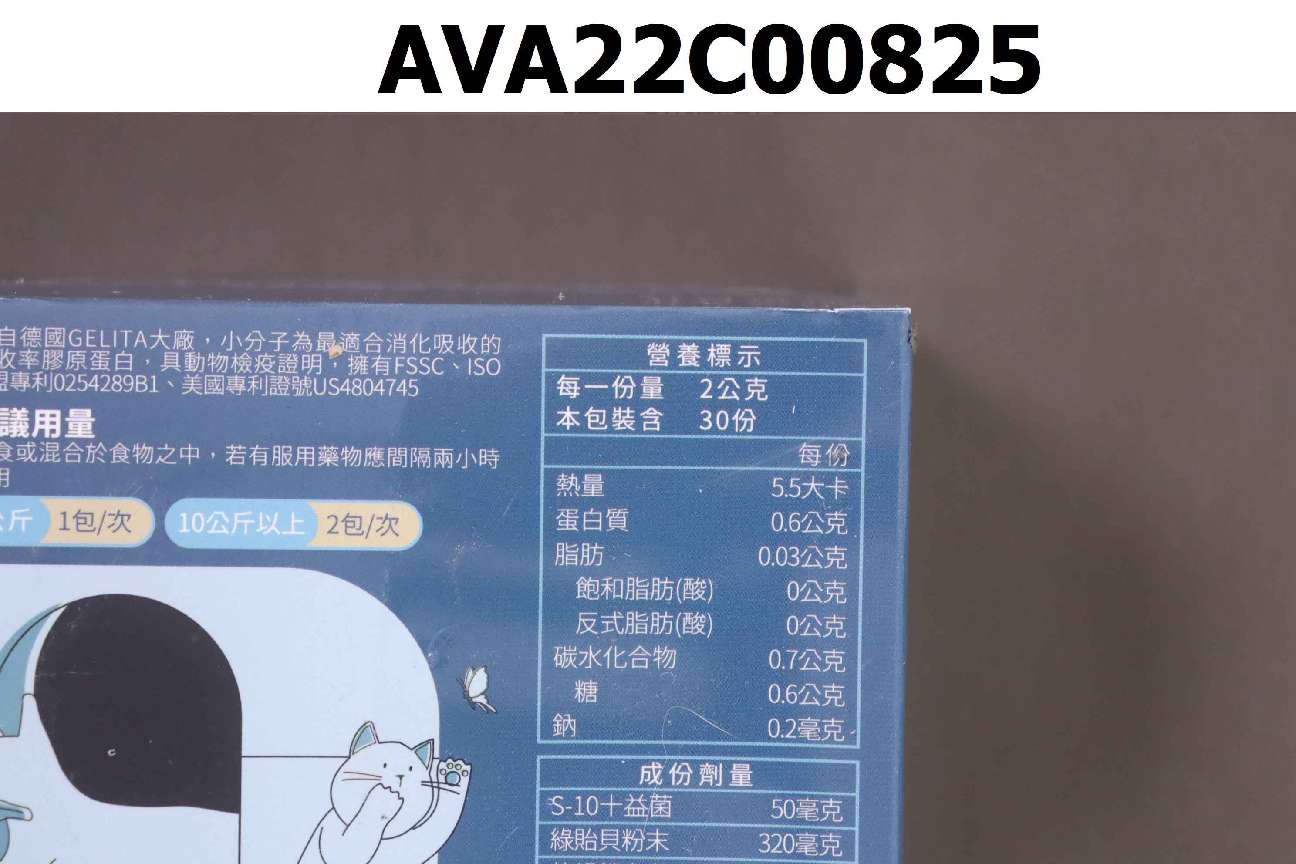 AVA22C00825
自德國GELITA大廠，小分子為最適合消化吸收的
收率膠原蛋白，具動物檢疫證明，擁有FSSC、ISO
專利0254289B1、美國專利證號US4804745
議用量
食或混合於食物之中，若有服用藥物應間隔兩小時
用
公斤 1包/次 10公斤以上 2包/次
營養標示
每一份量 2公克
本包裝含 30份
每份
熱量 5.5大卡
蛋白質 0.6公克
脂肪 0.03公克
飽和脂肪(酸) 0公克
反式脂肪(酸) 0公克
碳水化合物 0.7公克
糖 0.6公克
鈉 0.2毫克
成份劑量
S-10十益菌 50毫克
綠貽貝粉末 320毫克